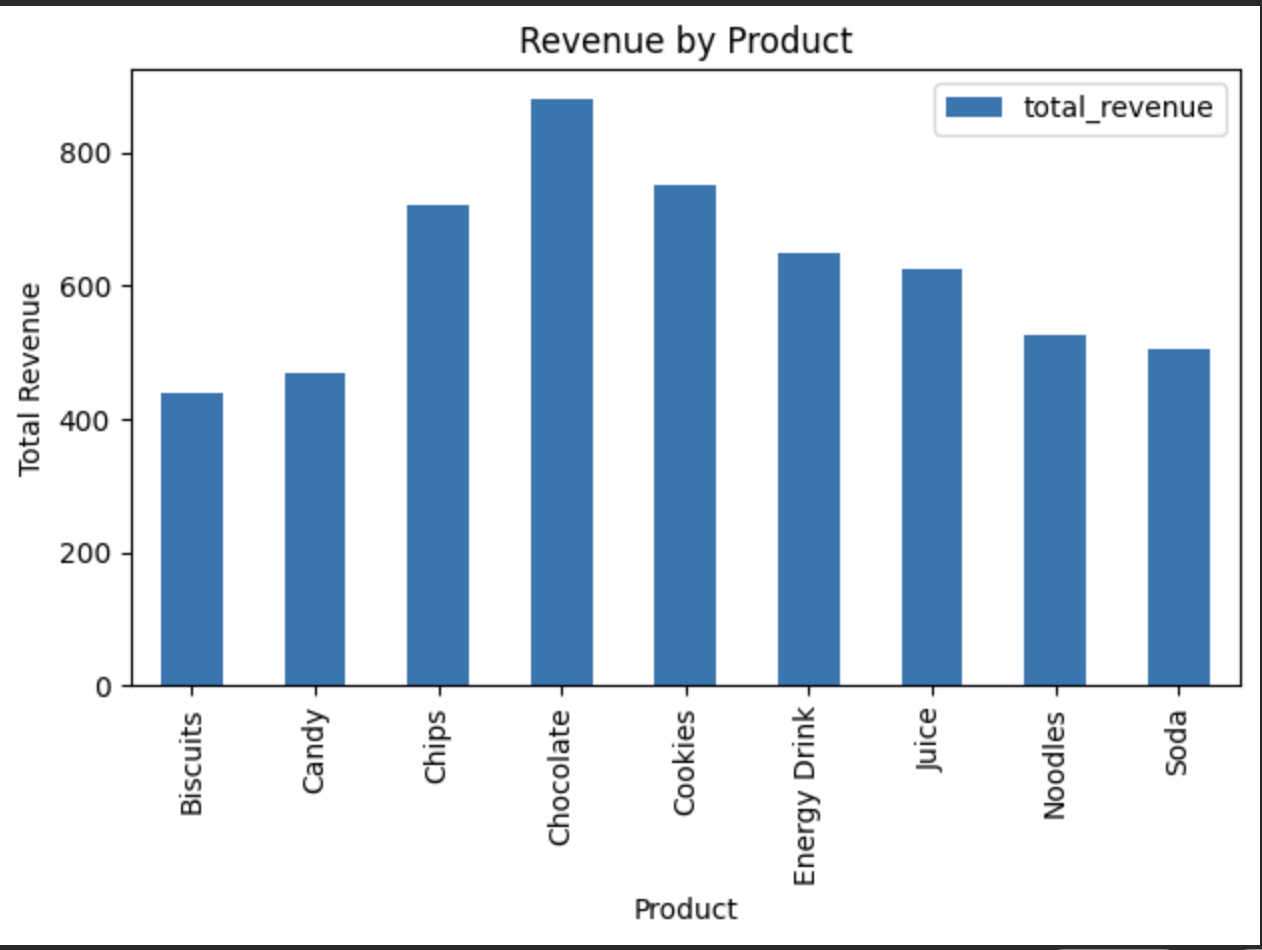 Revenue by Product
total_revenue
Total Revenue
800
600
400
200
0
Biscuits
Candy
Chips
Chocolate
Cookies
Energy Drink
Juice
Noodles
Soda
Product